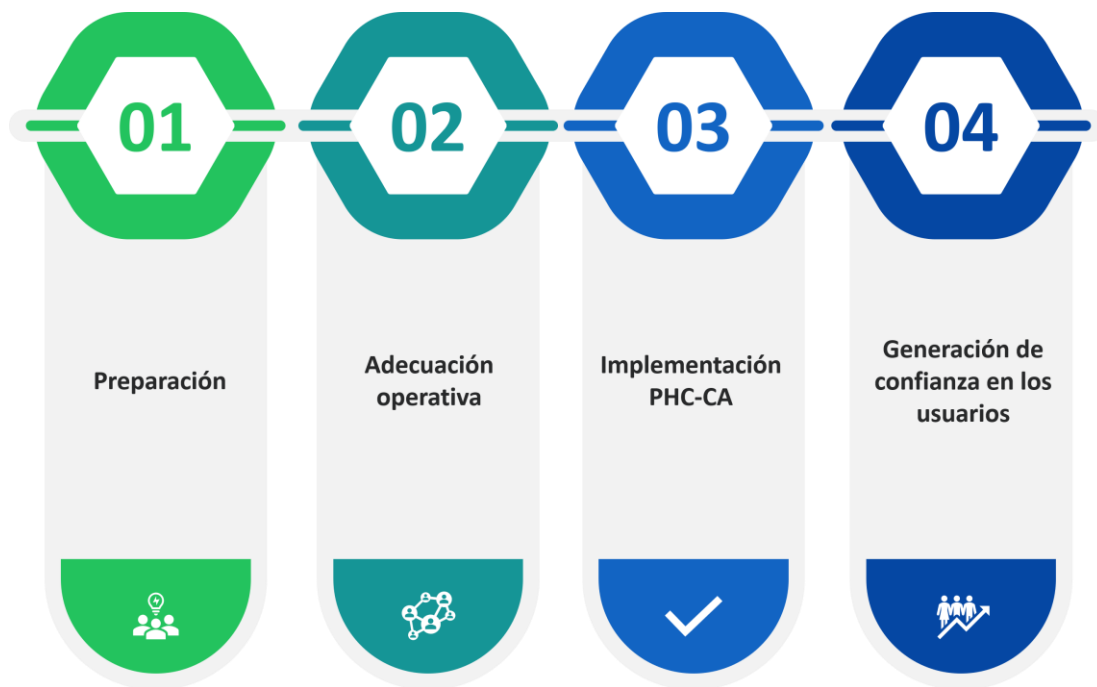 01
02
03
04
Preparación
Adecuación
operativa
Implementación
PHC-CA
Generación de
confianza en los
usuarios